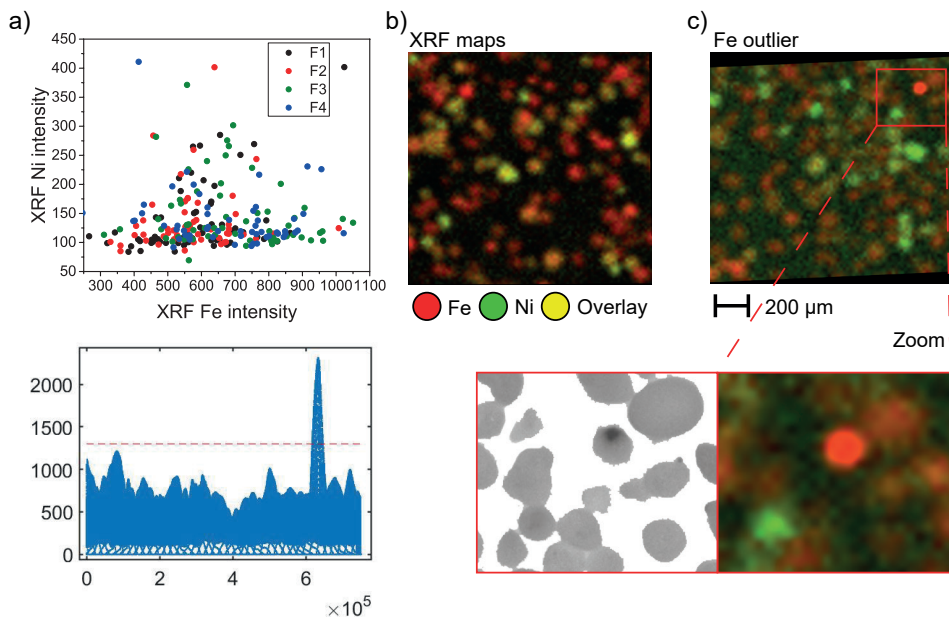 a)
450
400
350
300
250
200
150
100
50
XRF Ni intensity
F1
F2
F3
F4
300 400 500 600 700 800 900 1000 1100
XRF Fe intensity
b)
XRF maps
Fe Ni Overlay
c)
Fe outlier
200 µm
Zoom
2000
1500
1000
500
0
0 2 4 6
×10⁵